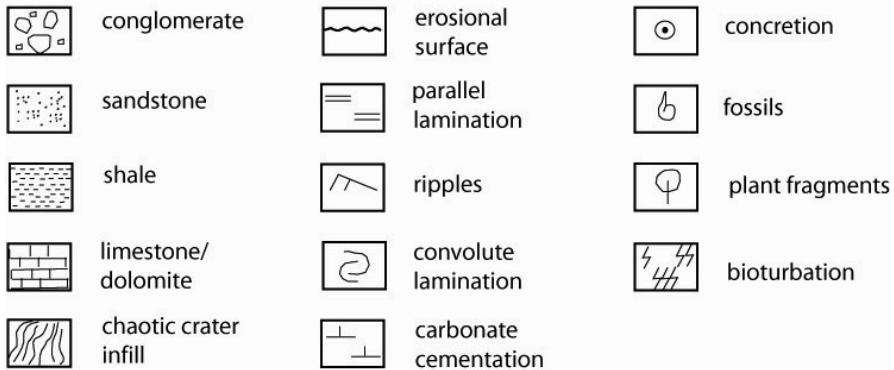 conglomerate
sandstone
shale
limestone/
dolomite
chaotic crater
infill
erosional
surface
parallel
lamination
ripples
convolute
lamination
carbonate
cementation
concretion
fossils
plant fragments
bioturbation